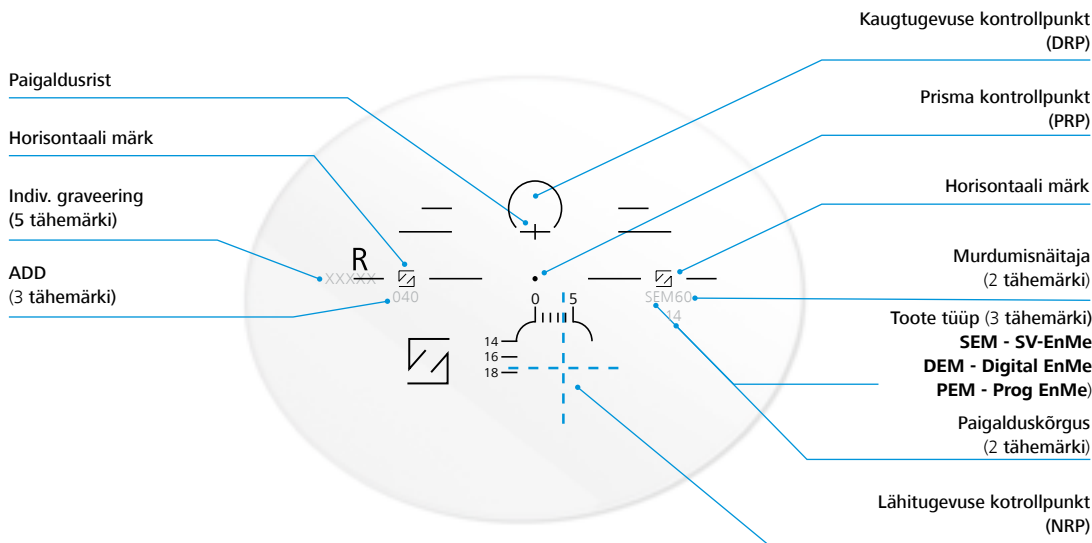 Kaugtugevuse kontrollpunkt
(DRP)
Paigaldusrist
Prisma kontrollpunkt
(PRP)
Horisontaali märk
Horisontaali märk
Indiv. graveering
(5 tähemärki)
R
XXXXX
Murdumisnäitaja
(2 tähemärki)
ADD
(3 tähemärki)
040
0 5
SEM60
14
Toote tüüp (3 tähemärki)
SEM - SV-EnMe
DEM - Digital EnMe
PEM - Prog EnMe)
14
16
18
Paigalduskõrgus
(2 tähemärki)
Lähitugevuse kotrollpunkt
(NRP)